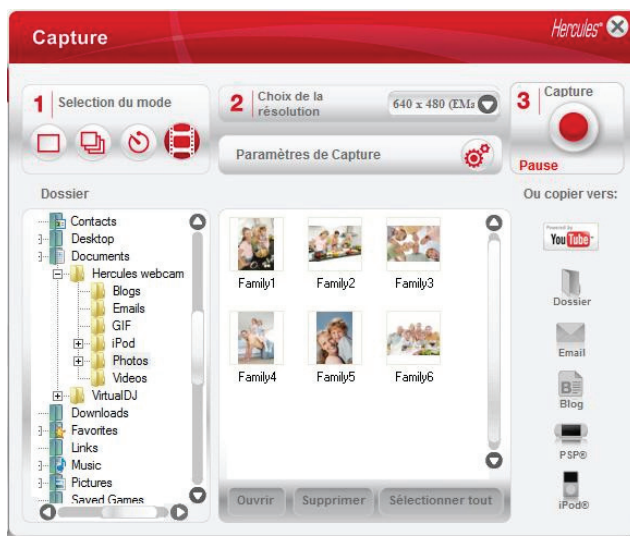 Capture
Hercules
1 Selection du mode
2 Choix de la
résolution
640 x 480 (EMa
3 Capture
Pause
Paramètres de Capture
Dossier
Ou copier vers:
Contacts
Desktop
Documents
Hercules webcam
Blogs
Emails
GIF
iPod
Photos
Videos
VirtualDJ
Downloads
Favorites
Links
Music
Pictures
Saved Games
Family1 Family2 Family3
Family4 Family5 Family6
Ouvrir Supprimer Sélectionner tout
Powered by
YouTube
Dossier
Email
B
Blog
PSP®
iPod®